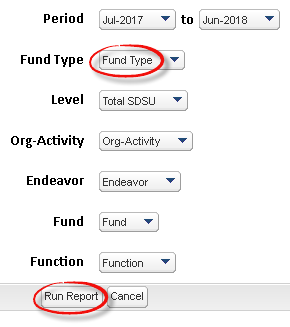 Period Jul-2017 to Jun-2018
Fund Type Fund Type
Level Total SDSU
Org-Activity Org-Activity
Endeavor Endeavor
Fund Fund
Function Function
Run Report Cancel